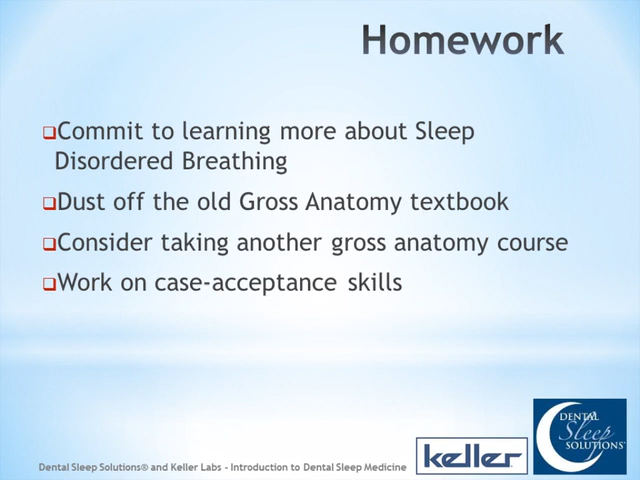 Homework
❑Commit to learning more about Sleep
Disordered Breathing
❑Dust off the old Gross Anatomy textbook
❑Consider taking another gross anatomy course
❑Work on case-acceptance skills
Dental Sleep Solutions® and Keller Labs - Introduction to Dental Sleep Medicine
keller
DENTAL
Sleep
SOLUTIONS